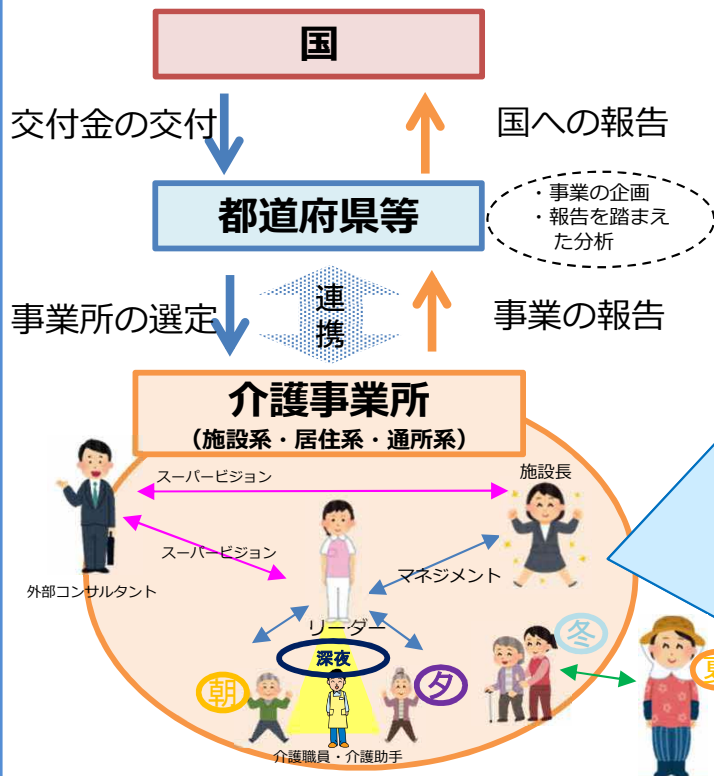 国
交付金の交付
国への報告
都道府県等
・事業の企画
・報告を踏まえ
た分析
事業所の選定
連
携
事業の報告
介護事業所
（施設系・居住系・通所系）
スーパービジョン
施設長
スーパービジョン
マネジメント
外部コンサルタント
リーダー
深夜
朝
夕
冬
夏
介護職員・介護助手